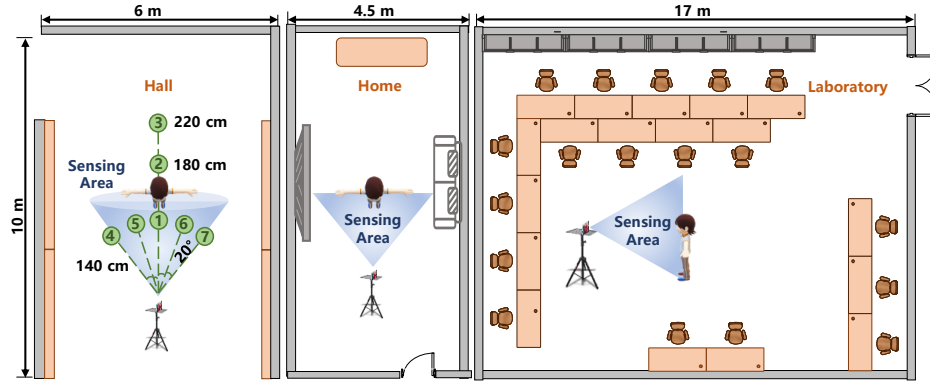 6 m
4.5 m
17 m
10 m
Hall
Home
Laboratory
3
220 cm
2
180 cm
Sensing
Area
1
5
6
4
7
20°
140 cm
Sensing
Area
Sensing
Area